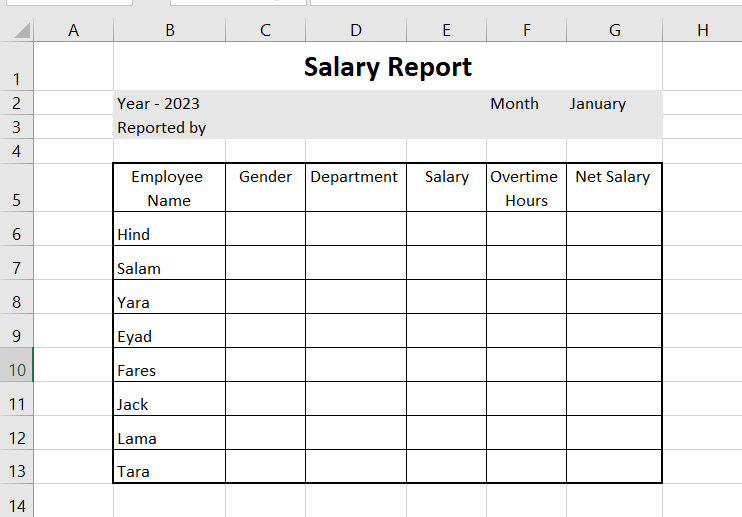 A B C D E F G H
1 Salary Report
2 Year - 2023 Month January
3 Reported by
4
5 Employee Name Gender Department Salary Overtime Hours Net Salary
6 Hind
7 Salam
8 Yara
9 Eyad
10 Fares
11 Jack
12 Lama
13 Tara
14